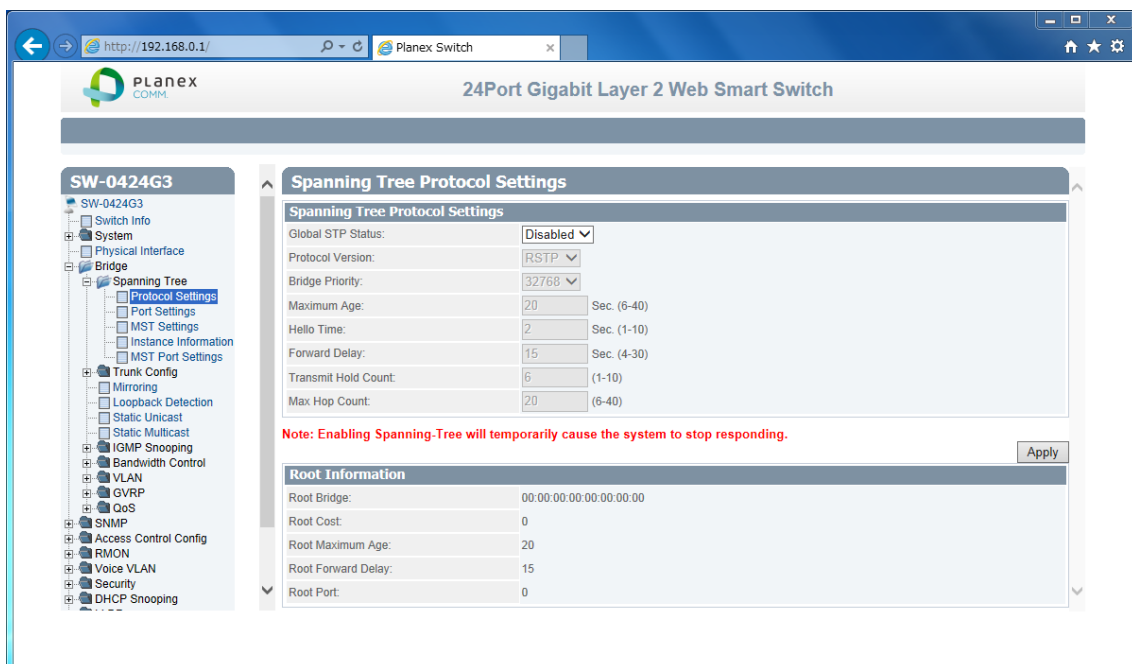 http://192.168.0.1/
Planex Switch
PLANEX
COMM.
24Port Gigabit Layer 2 Web Smart Switch
SW-0424G3
SW-0424G3
Switch Info
System
Physical Interface
Bridge
Spanning Tree
Protocol Settings
Port Settings
MST Settings
Instance Information
MST Port Settings
Trunk Config
Mirroring
Loopback Detection
Static Unicast
Static Multicast
IGMP Snooping
Bandwidth Control
VLAN
GVRP
QoS
SNMP
Access Control Config
RMON
Voice VLAN
Security
DHCP Snooping
Spanning Tree Protocol Settings
Spanning Tree Protocol Settings
Global STP Status: Disabled
Protocol Version: RSTP
Bridge Priority: 32768
Maximum Age: 20 Sec. (6-40)
Hello Time: 2 Sec. (1-10)
Forward Delay: 15 Sec. (4-30)
Transmit Hold Count: 6 (1-10)
Max Hop Count: 20 (6-40)
Note: Enabling Spanning-Tree will temporarily cause the system to stop responding.
Apply
Root Information
Root Bridge: 00:00:00:00:00:00:00:00
Root Cost: 0
Root Maximum Age: 20
Root Forward Delay: 15
Root Port: 0